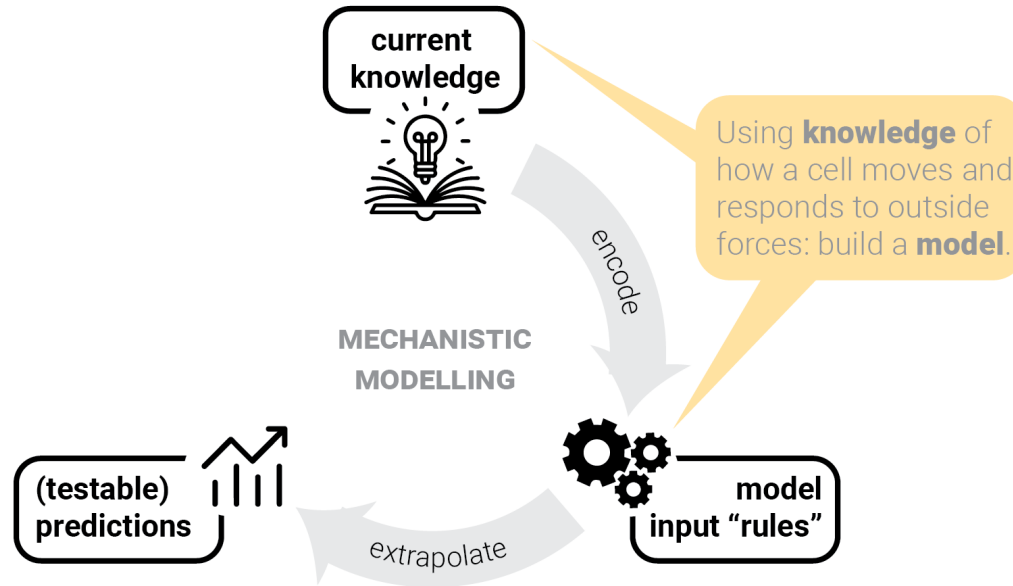 current
knowledge
Using knowledge of
how a cell moves and
responds to outside
forces: build a model.
encode
MECHANISTIC
MODELLING
(testable)
predictions
model
input “rules”
extrapolate